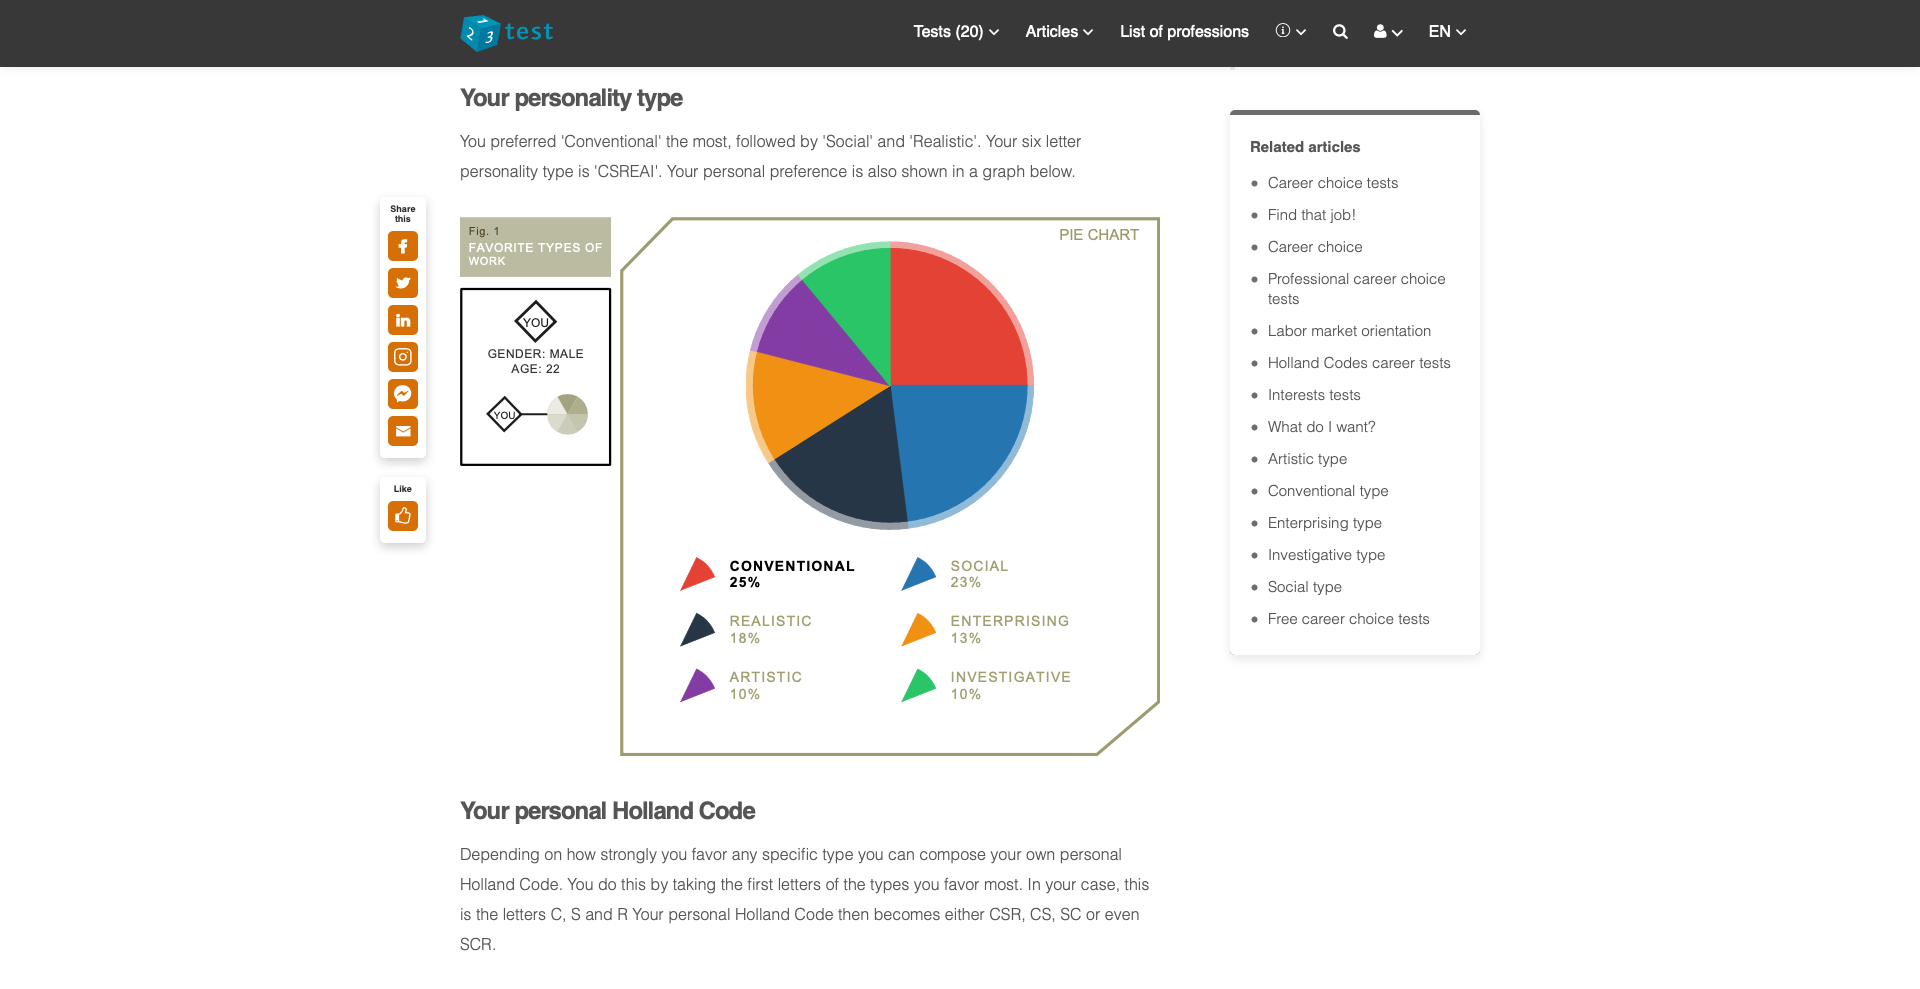 123 test
Tests (20)
Articles
List of professions
EN
Your personality type
You preferred 'Conventional' the most, followed by 'Social' and 'Realistic'. Your six letter
personality type is 'CSREAI'. Your personal preference is also shown in a graph below.
Share
this
Like
Fig. 1
FAVORITE TYPES OF
WORK
YOU
GENDER: MALE
AGE: 22
YOU
PIE CHART
CONVENTIONAL
25%
SOCIAL
23%
REALISTIC
18%
ENTERPRISING
13%
ARTISTIC
10%
INVESTIGATIVE
10%
Your personal Holland Code
Depending on how strongly you favor any specific type you can compose your own personal
Holland Code. You do this by taking the first letters of the types you favor most. In your case, this
is the letters C, S and R Your personal Holland Code then becomes either CSR, CS, SC or even
SCR.
Related articles
Career choice tests
Find that job!
Career choice
Professional career choice
tests
Labor market orientation
Holland Codes career tests
Interests tests
What do I want?
Artistic type
Conventional type
Enterprising type
Investigative type
Social type
Free career choice tests